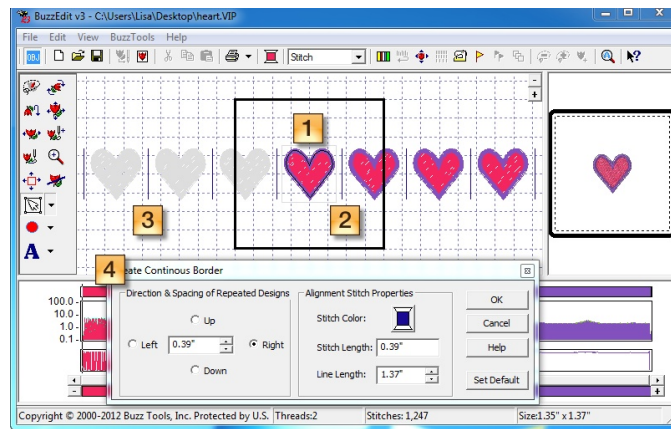 BuzzEdit v3 - C:\Users\Lisa\Desktop\heart.VIP
File Edit View BuzzTools Help
OBJ
Stitch
1
2
3
4
A
eate Continous Border
Direction & Spacing of Repeated Designs
Up
Left 0.39" Right
Down
Alignment Stitch Properties
Stitch Color:
Stitch Length: 0.39"
Line Length: 1.37"
OK
Cancel
Help
Set Default
100.0
10.0
1.0
0.1
Copyright © 2000-2012 Buzz Tools, Inc. Protected by U.S. Threads:2 Stitches: 1,247 Size:1.35" x 1.37"